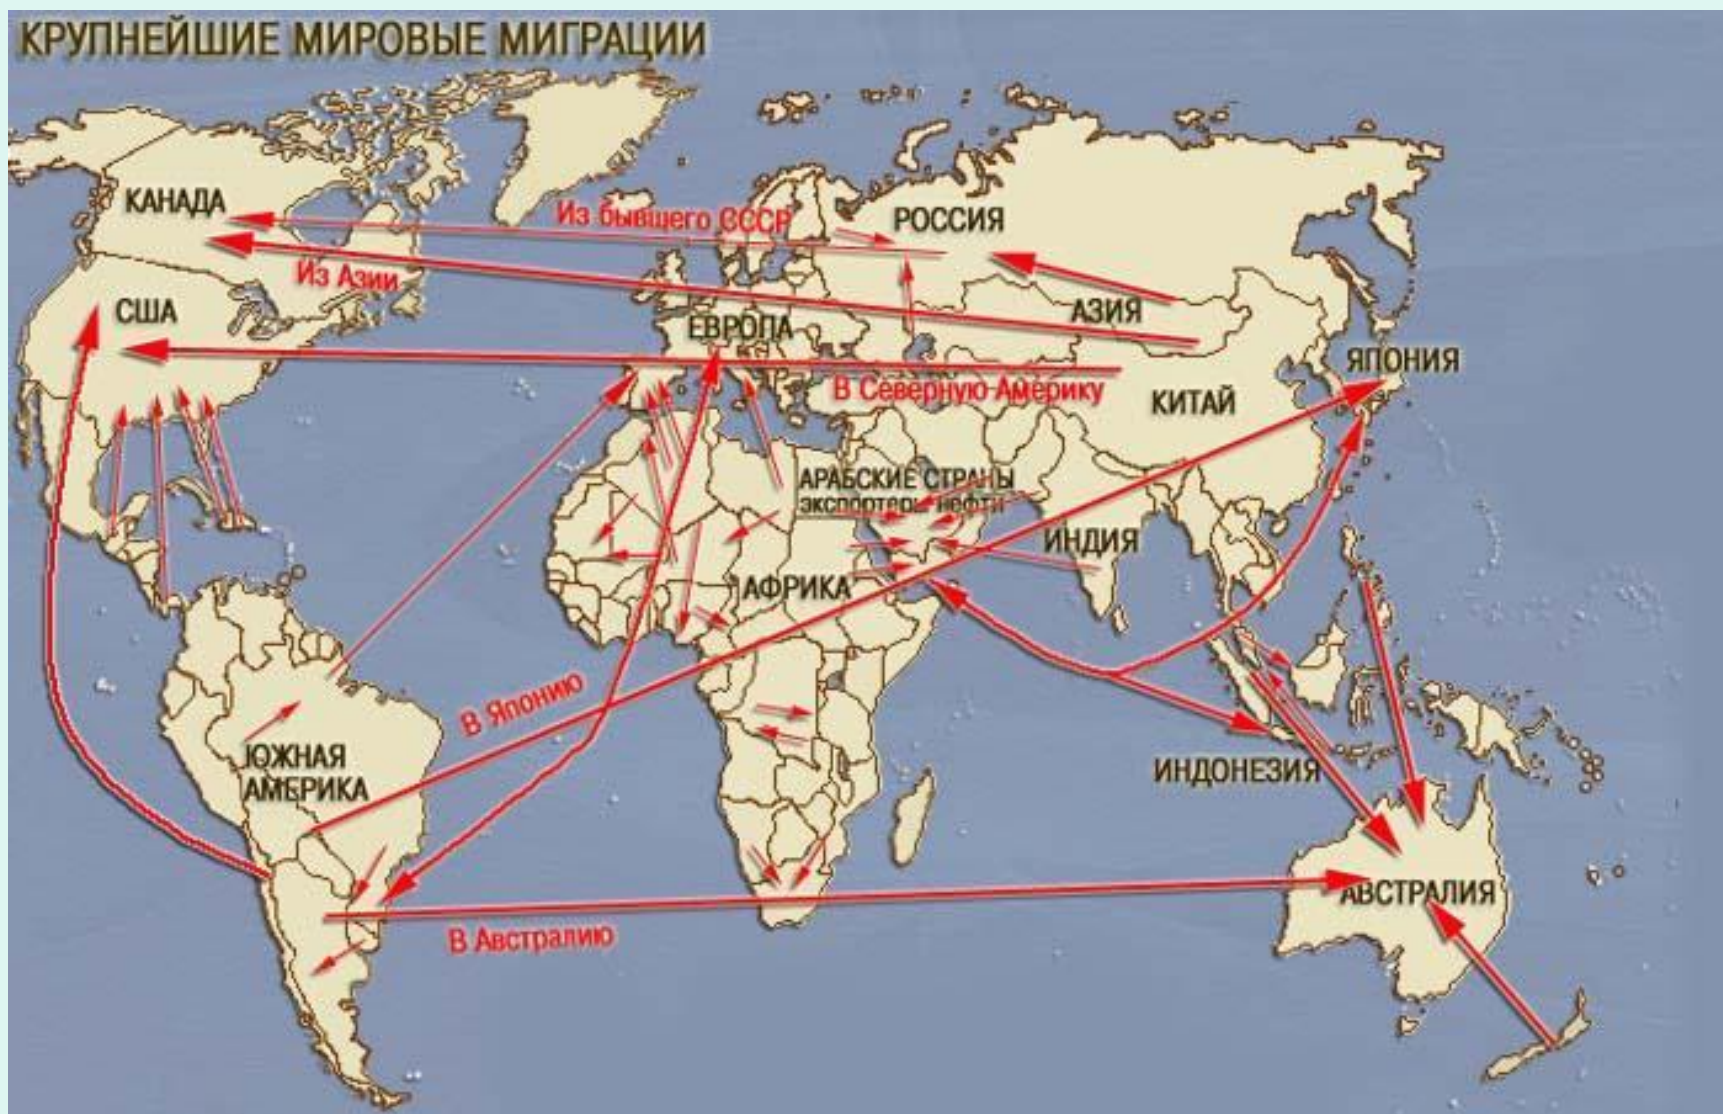 КРУПНЕЙШИЕ МИРОВЫЕ МИГРАЦИИ
КАНАДА
Из бывшего СССР
РОССИЯ
Из Азии
США
АЗИЯ
ЕВРОПА
ЯПОНИЯ
В Северную Америку
КИТАЙ
АРАБСКИЕ СТРАНЫ
экспортеры нефти
ИНДИЯ
АФРИКА
В Японию
ЮЖНАЯ
АМЕРИКА
ИНДОНЕЗИЯ
АВСТРАЛИЯ
В Австралию